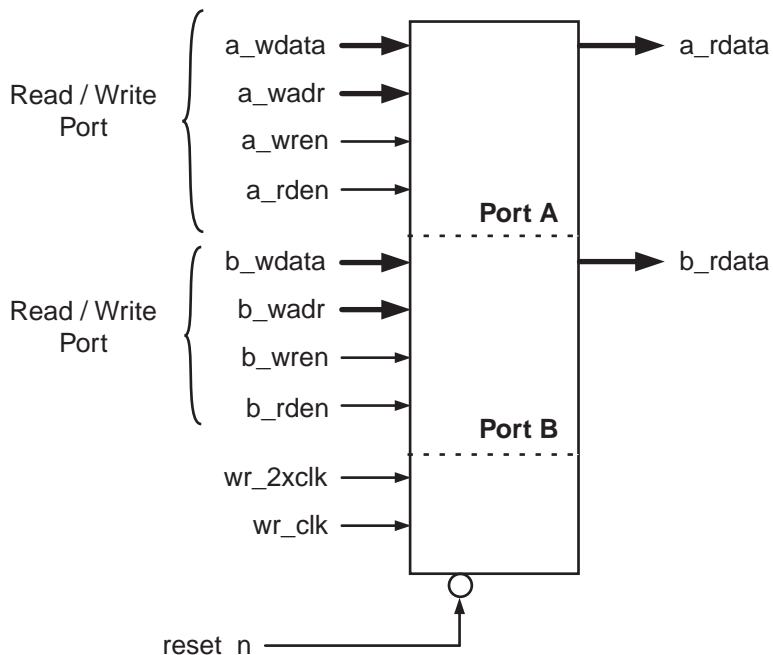 a_wdata
a_rdata
a_wadr
Read / Write
Port
a_wren
a_rden
Port A
b_wdata
b_rdata
b_wadr
Read / Write
Port
b_wren
b_rden
Port B
wr_2xclk
wr_clk
reset_n